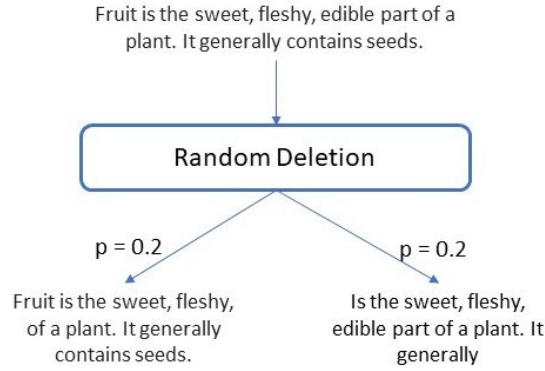 Fruit is the sweet, fleshy, edible part of a
plant. It generally contains seeds.
Random Deletion
p = 0.2
p = 0.2
Fruit is the sweet, fleshy,
of a plant. It generally
contains seeds.
Is the sweet, fleshy,
edible part of a plant. It
generally